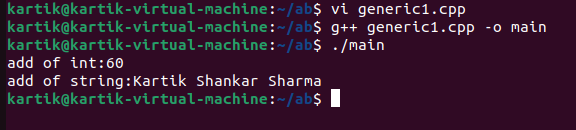 kartik@kartik-virtual-machine:~/ab$ vi generic1.cpp
kartik@kartik-virtual-machine:~/ab$ g++ generic1.cpp -o main
kartik@kartik-virtual-machine:~/ab$ ./main
add of int:60
add of string:Kartik Shankar Sharma
kartik@kartik-virtual-machine:~/ab$